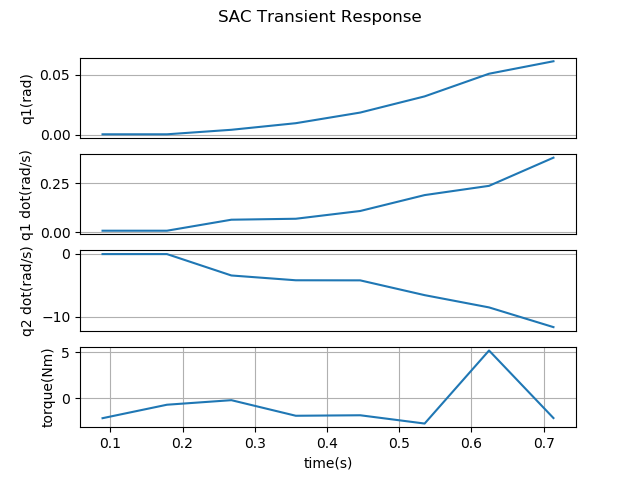 SAC Transient Response
0.05
0.00
q1(rad)
0.25
0.00
q1 dot(rad/s)
0
−10
q2 dot(rad/s)
5
0
torque(Nm)
0.1 0.2 0.3 0.4 0.5 0.6 0.7
time(s)